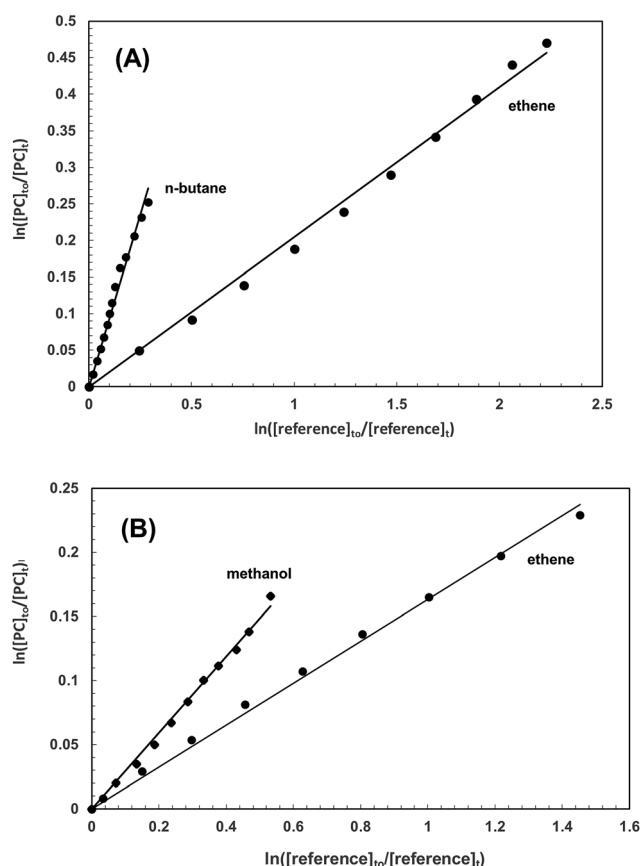 (A)
0.5
0.45
0.4
0.35
0.3
0.25
0.2
0.15
0.1
0.05
0
ln([PC]to/[PC]t)
n-butane
ethene
0 0.5 1 1.5 2 2.5
ln([reference]to/[reference]t)
(B)
0.25
0.2
0.15
0.1
0.05
0
ln([PC]to/[PC]t)
methanol
ethene
0 0.2 0.4 0.6 0.8 1 1.2 1.4 1.6
ln([reference]to/[reference]t)